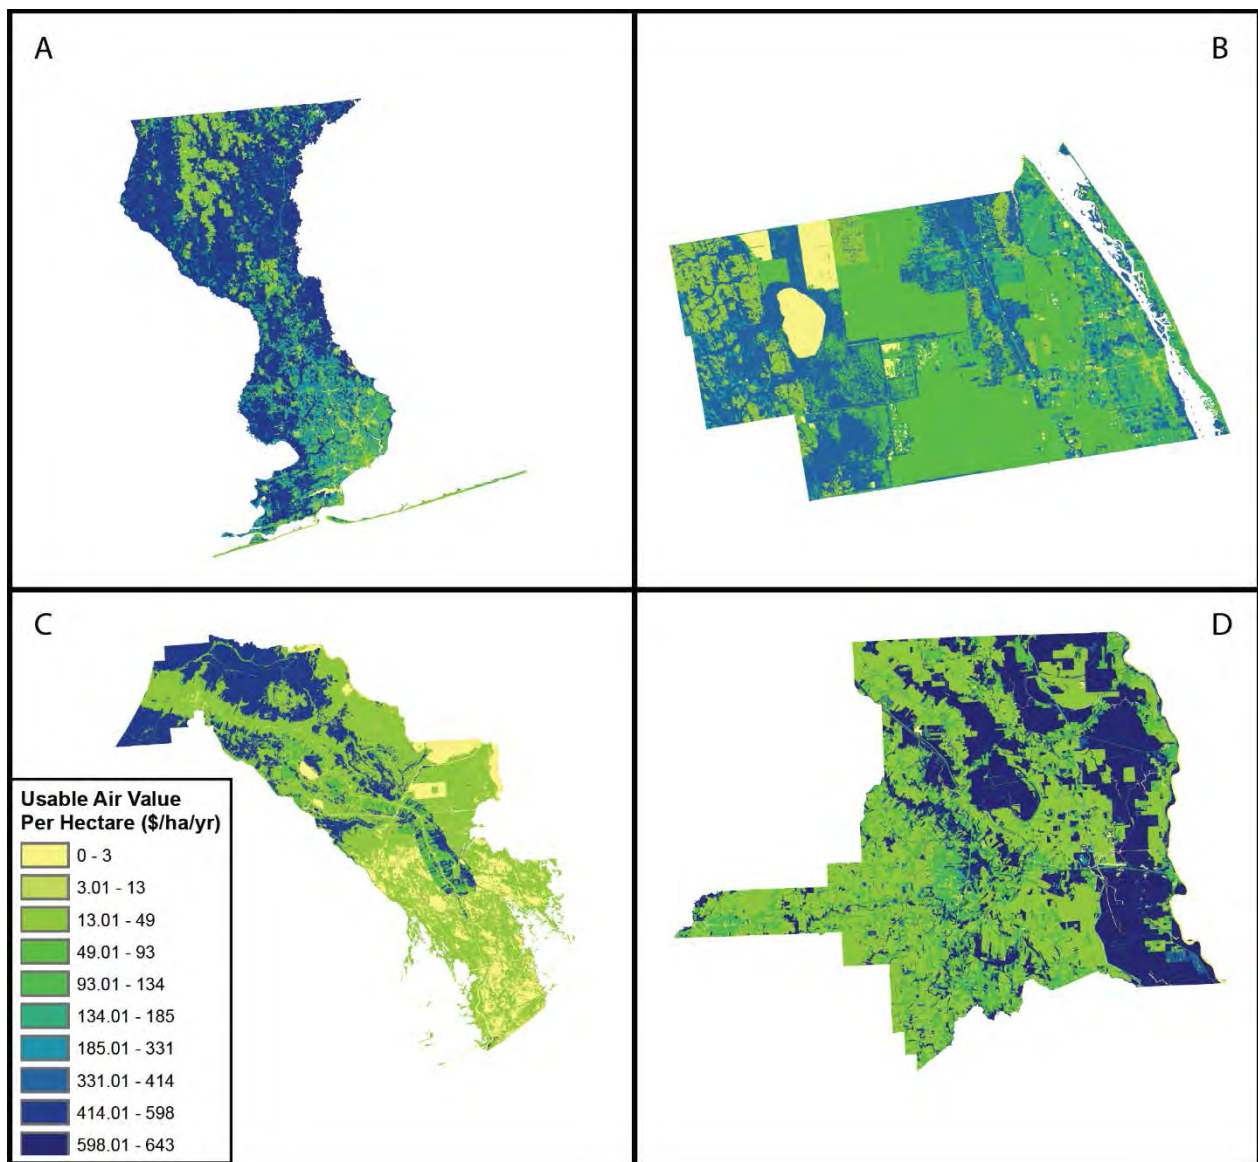 A
B
C
D
Usable Air Value
Per Hectare ($/ha/yr)
0 - 3
3.01 - 13
13.01 - 49
49.01 - 93
93.01 - 134
134.01 - 185
185.01 - 331
331.01 - 414
414.01 - 598
598.01 - 643